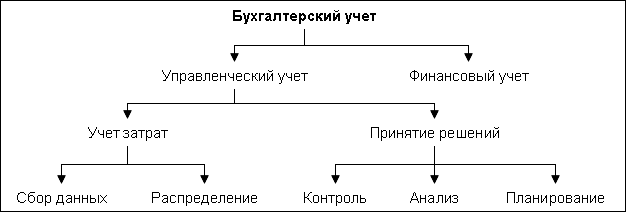 Бухгалтерский учет
Управленческий учет Финансовый учет
Учет затрат Принятие решений
Сбор данных Распределение Контроль Анализ Планирование